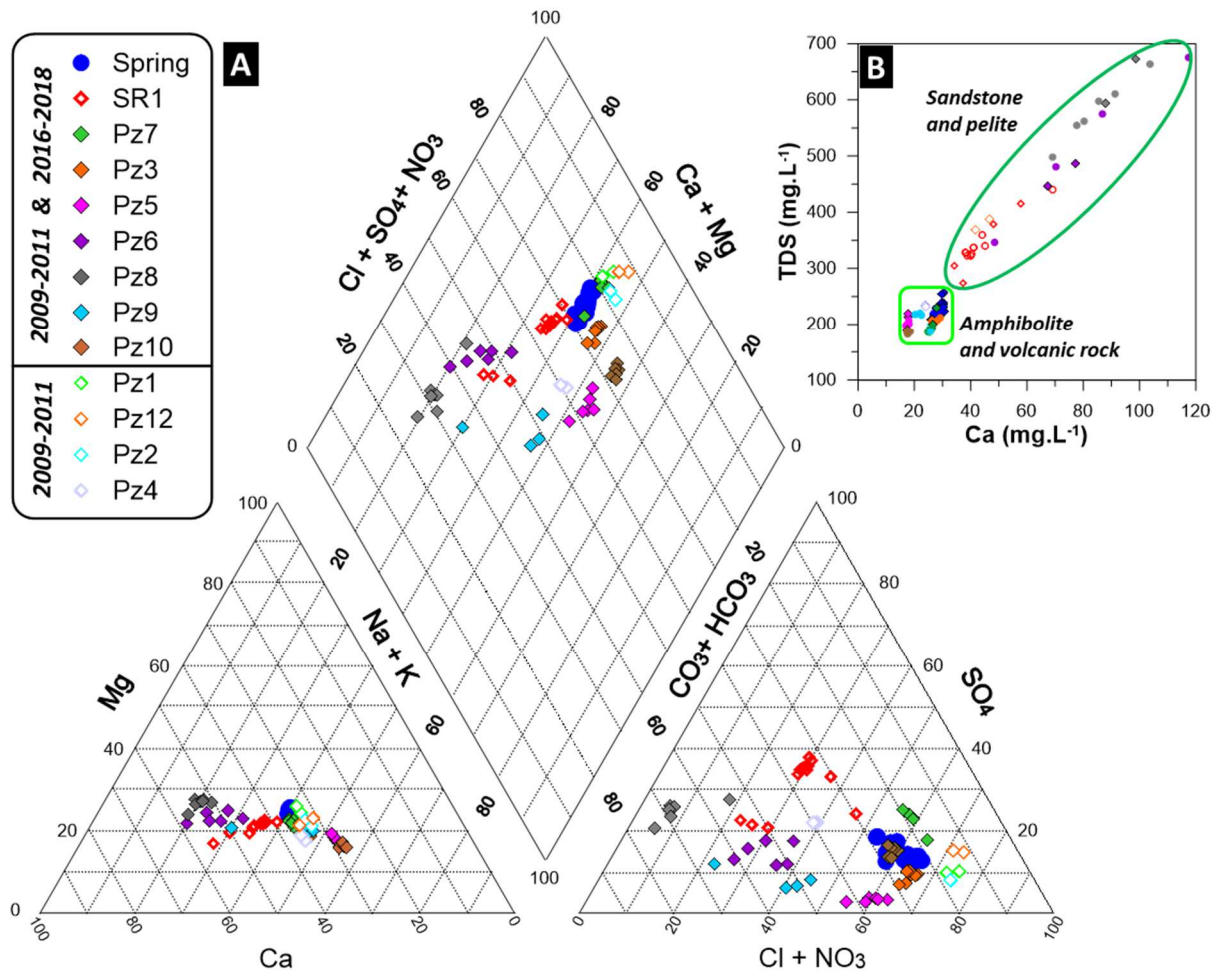 2009-2011 & 2016-2018
Spring
SR1
Pz7
Pz3
Pz5
Pz6
Pz8
Pz9
Pz10
2009-2011
Pz1
Pz12
Pz2
Pz4
A
100
80
80
60
60
40
40
20
20
0
0
Cl + SO₄+ NO₃
Ca + Mg
20
Na + K
60
80
100
20
CO₃+ HCO₃
60
80
100
80
60
40
20
0
Mg
100
80
60
40
20
0
Ca
100
80
60
40
20
SO₄
0
20
40
60
80
100
Cl + NO₃
B
700
600
500
400
300
200
100
TDS (mg.L⁻¹)
0
20
40
60
80
100
120
Ca (mg.L⁻¹)
Sandstone
and pelite
Amphibolite
and volcanic rock